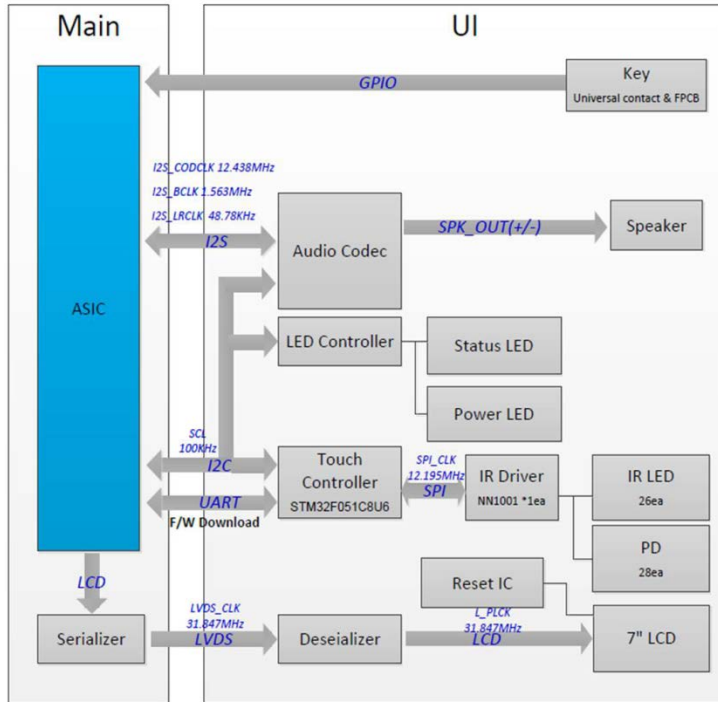 Main
UI
GPIO
Key
Universal contact & FPCB
I2S_CODCLK 12.438MHz
I2S_BCLK 1.563MHz
I2S_LRCLK 48.78KHz
I2S
Audio Codec
SPK_OUT(+/-)
Speaker
ASIC
LED Controller
Status LED
Power LED
SCL
100KHz
I2C
Touch
Controller
STM32F051C8U6
SPI_CLK
12.195MHz
SPI
IR Driver
NN1001 *1ea
IR LED
26ea
UART
F/W Download
PD
28ea
LCD
Reset IC
Serializer
LVDS_CLK
31.847MHz
LVDS
Deseializer
L_PLCK
31.847MHz
LCD
7" LCD